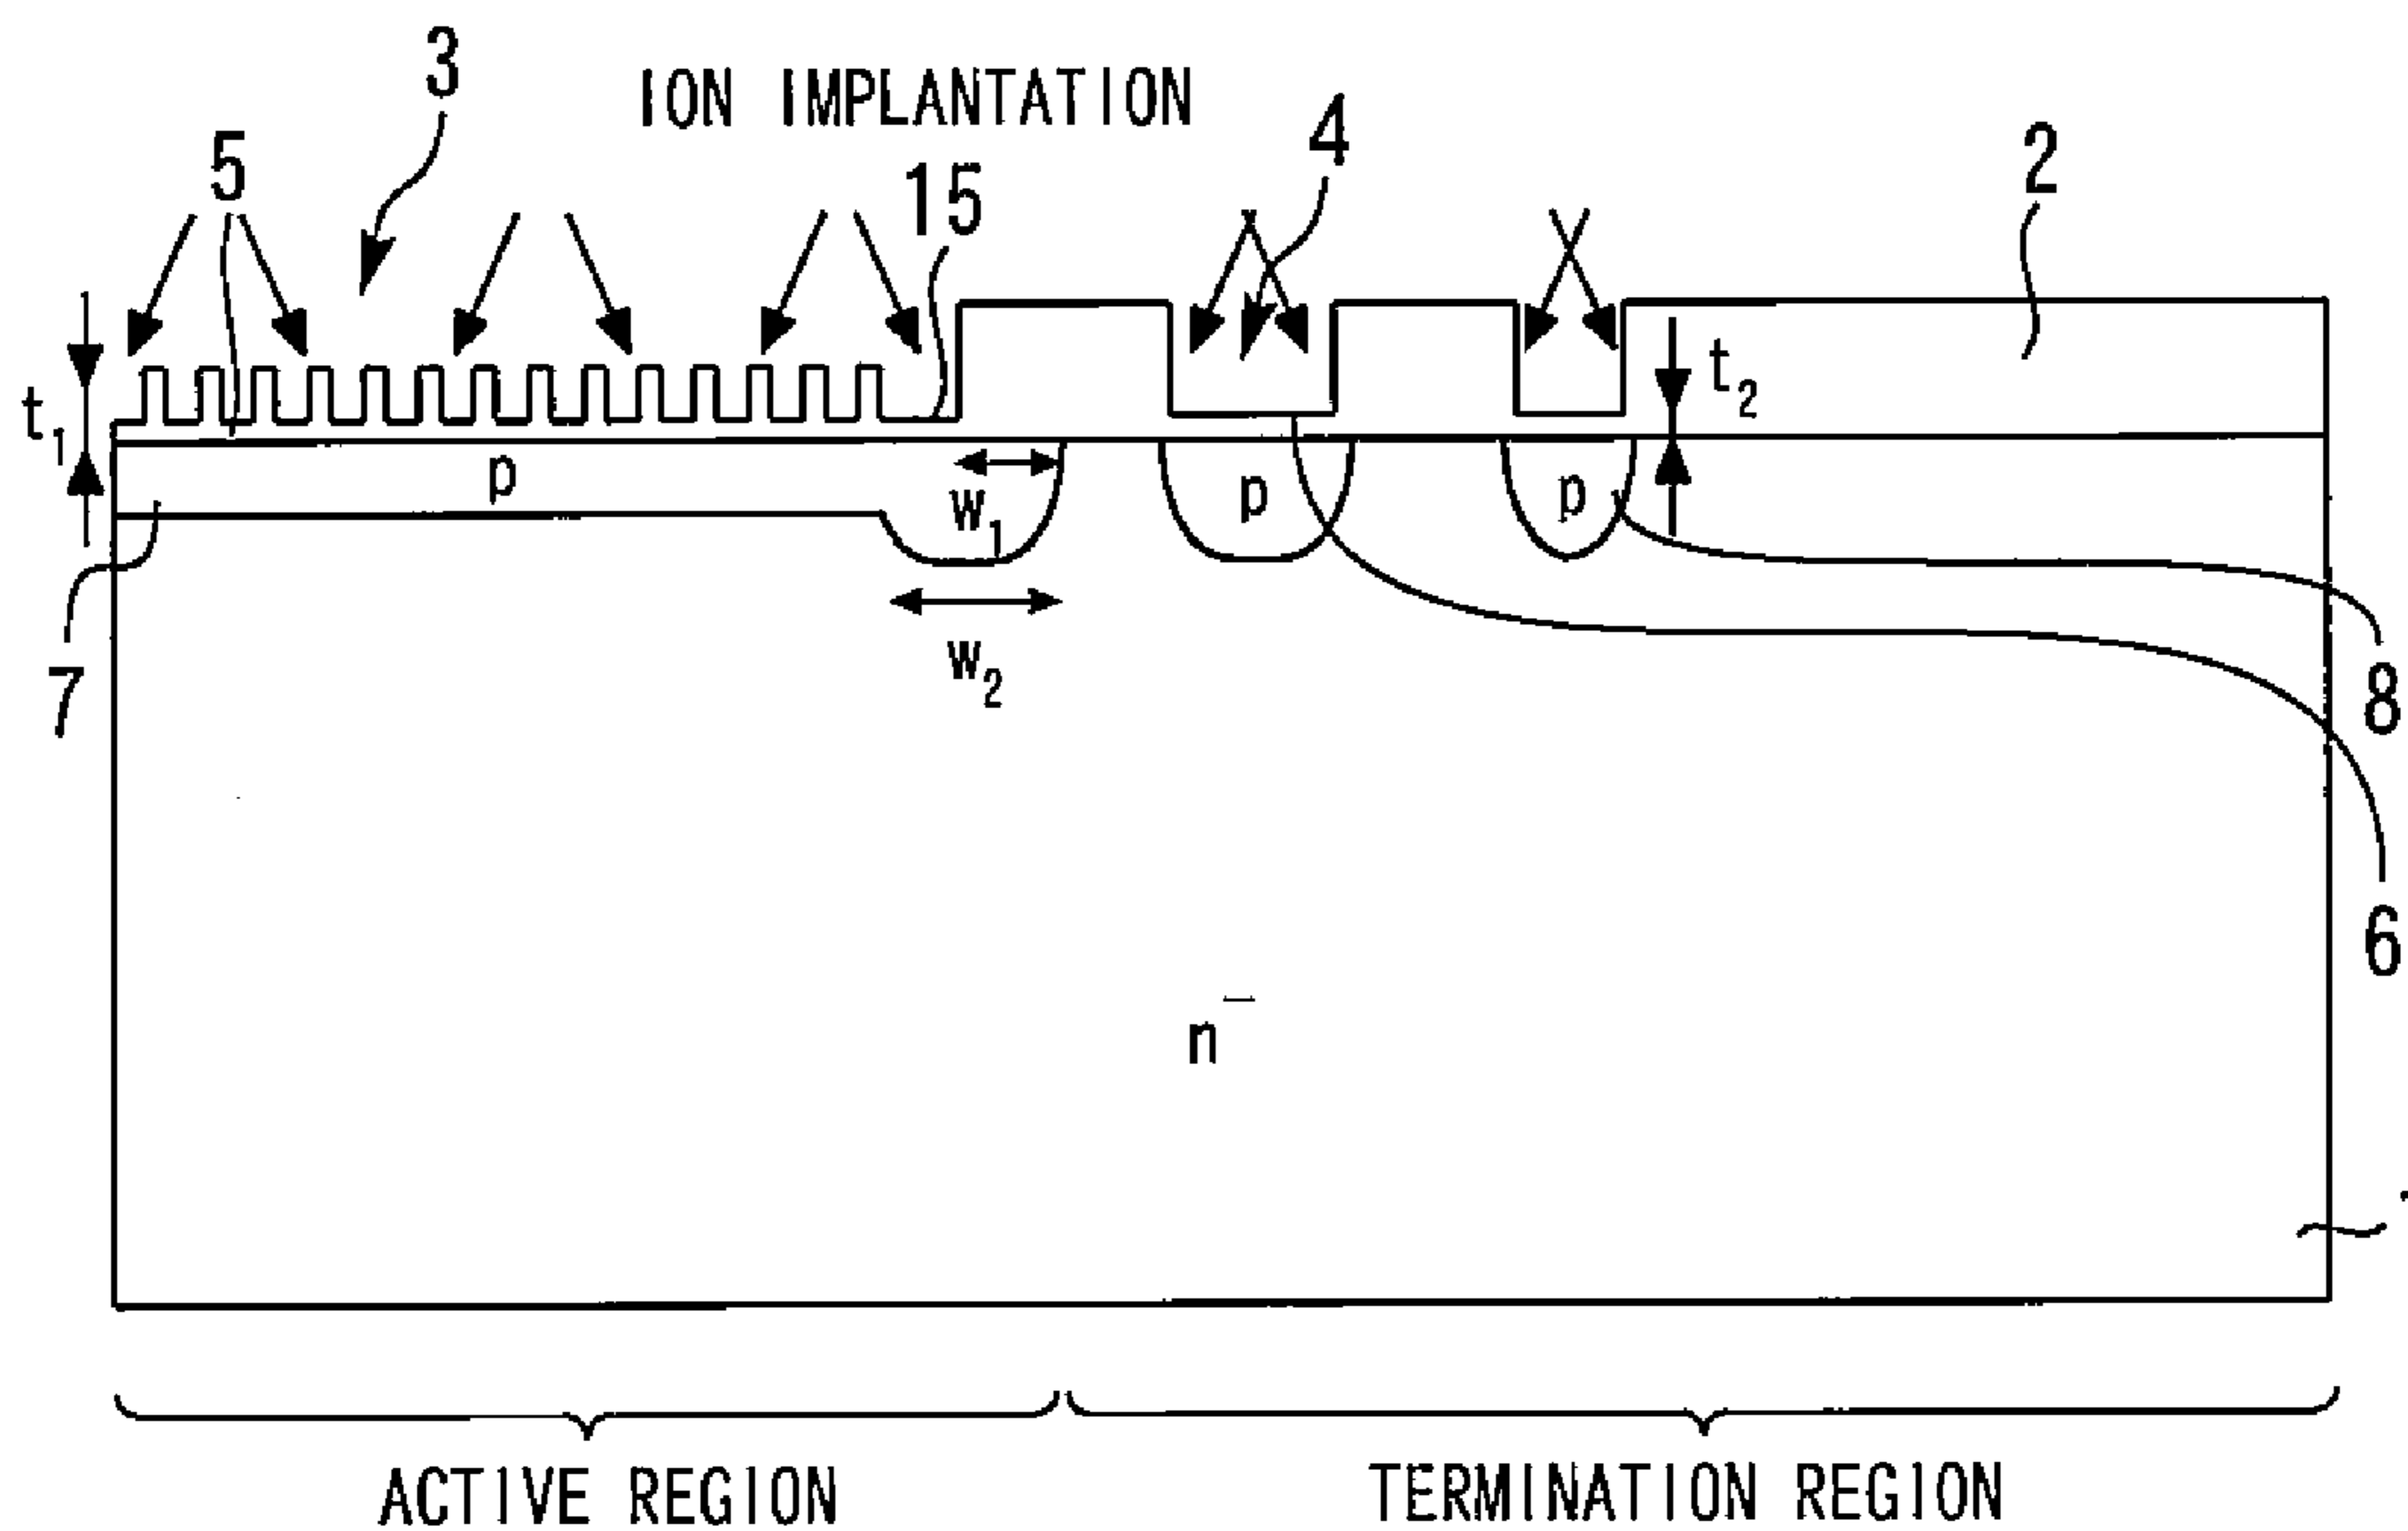 3
ION IMPLANTATION
5
15
4
2
t1
t2
p
w1
p
p
w2
7
8
6
n−
ACTIVE REGION
TERMINATION REGION